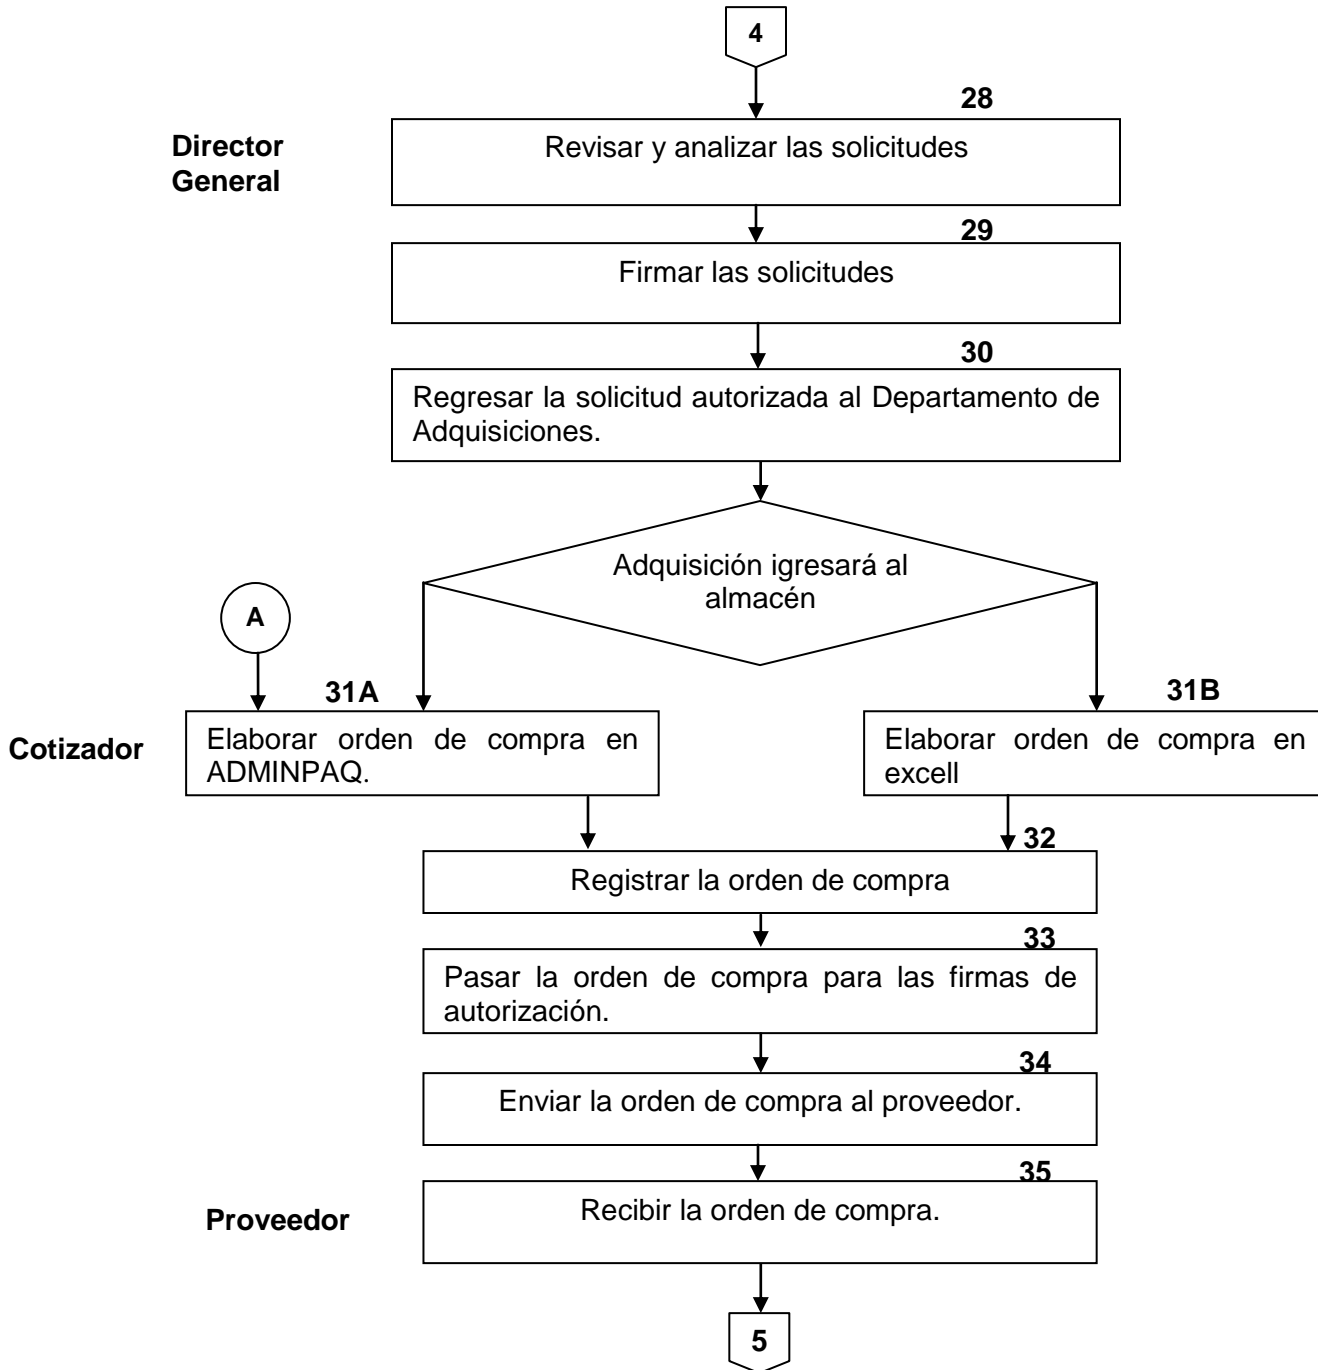 4
28
Director
General
Revisar y analizar las solicitudes
29
Firmar las solicitudes
30
Regresar la solicitud autorizada al Departamento de
Adquisiciones.
Adquisición igresará al
almacén
A
31A
31B
Cotizador
Elaborar orden de compra en
ADMINPAQ.
Elaborar orden de compra en
excell
32
Registrar la orden de compra
33
Pasar la orden de compra para las firmas de
autorización.
34
Enviar la orden de compra al proveedor.
35
Proveedor
Recibir la orden de compra.
5